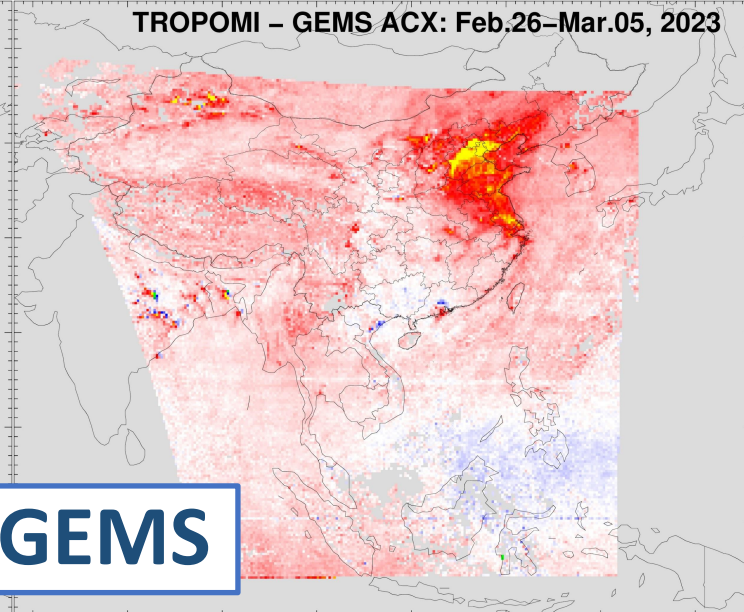 TROPOMI – GEMS ACX: Feb.26–Mar.05, 2023
GEMS